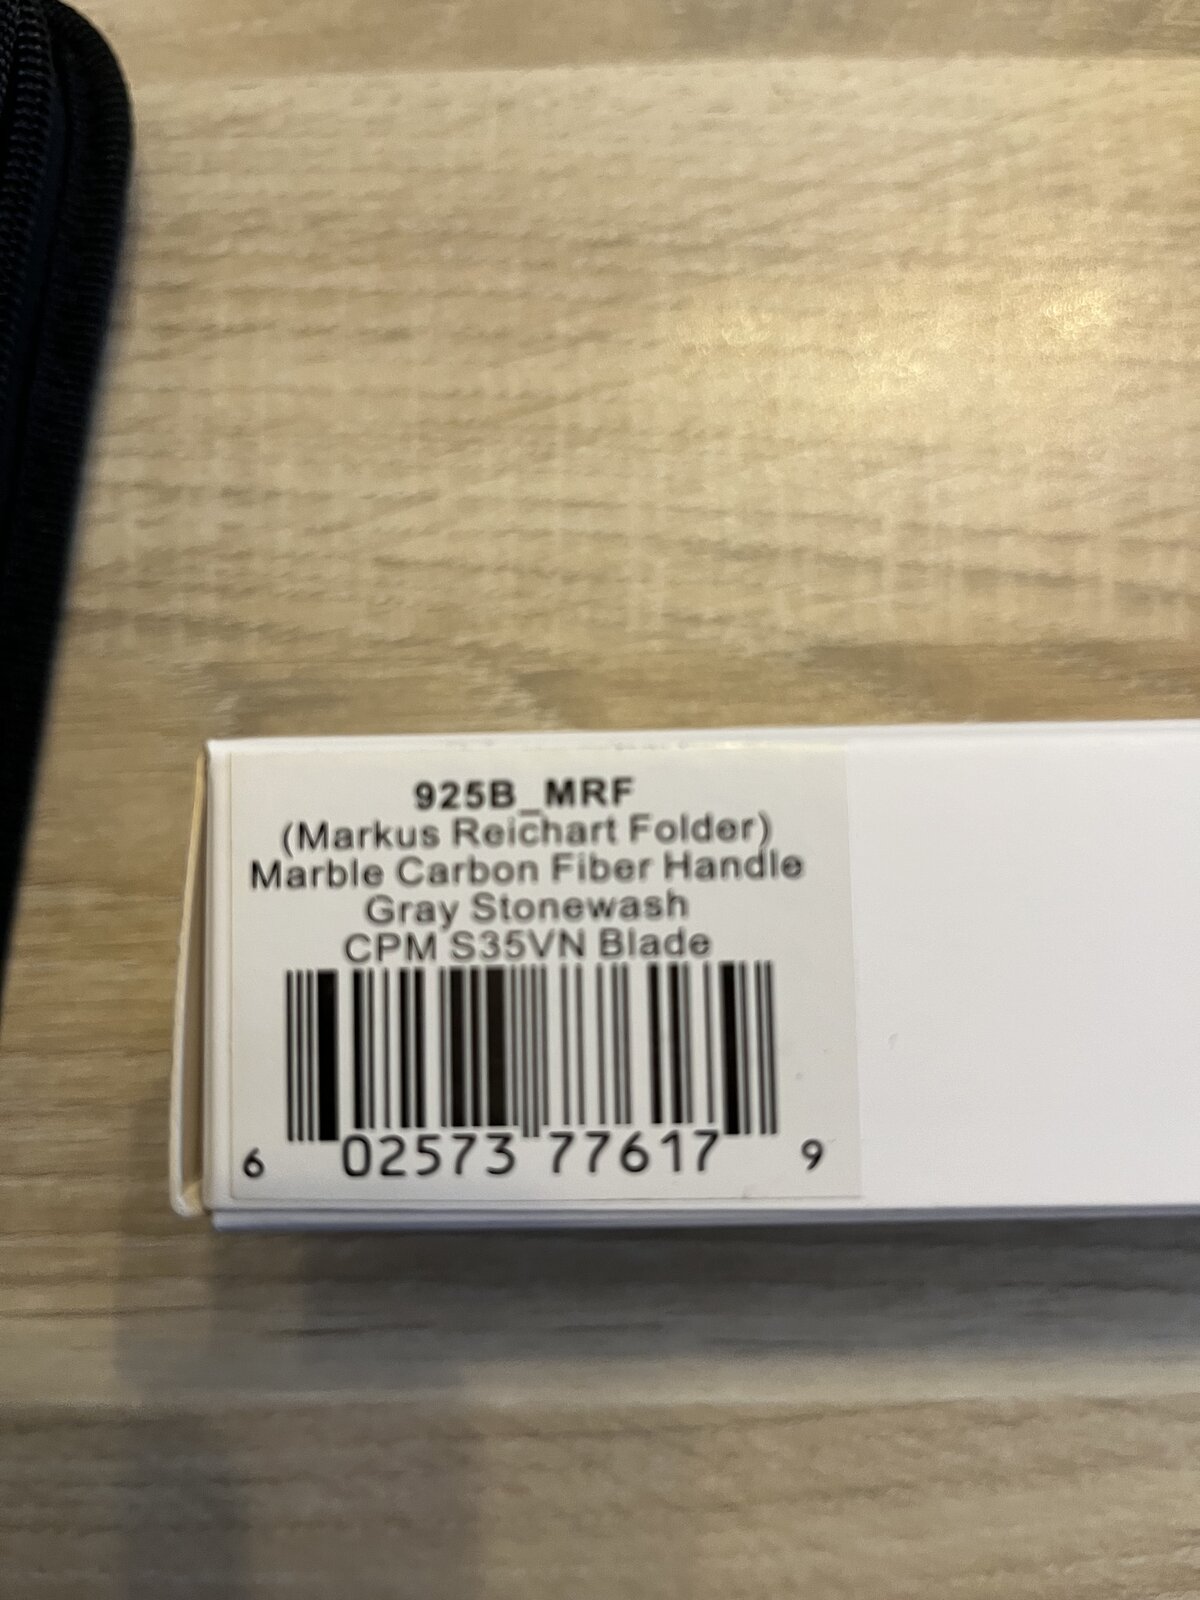 925B_MRF
(Markus Reichart Folder)
Marble Carbon Fiber Handle
Gray Stonewash
CPM S35VN Blade
6 02573 77617 9